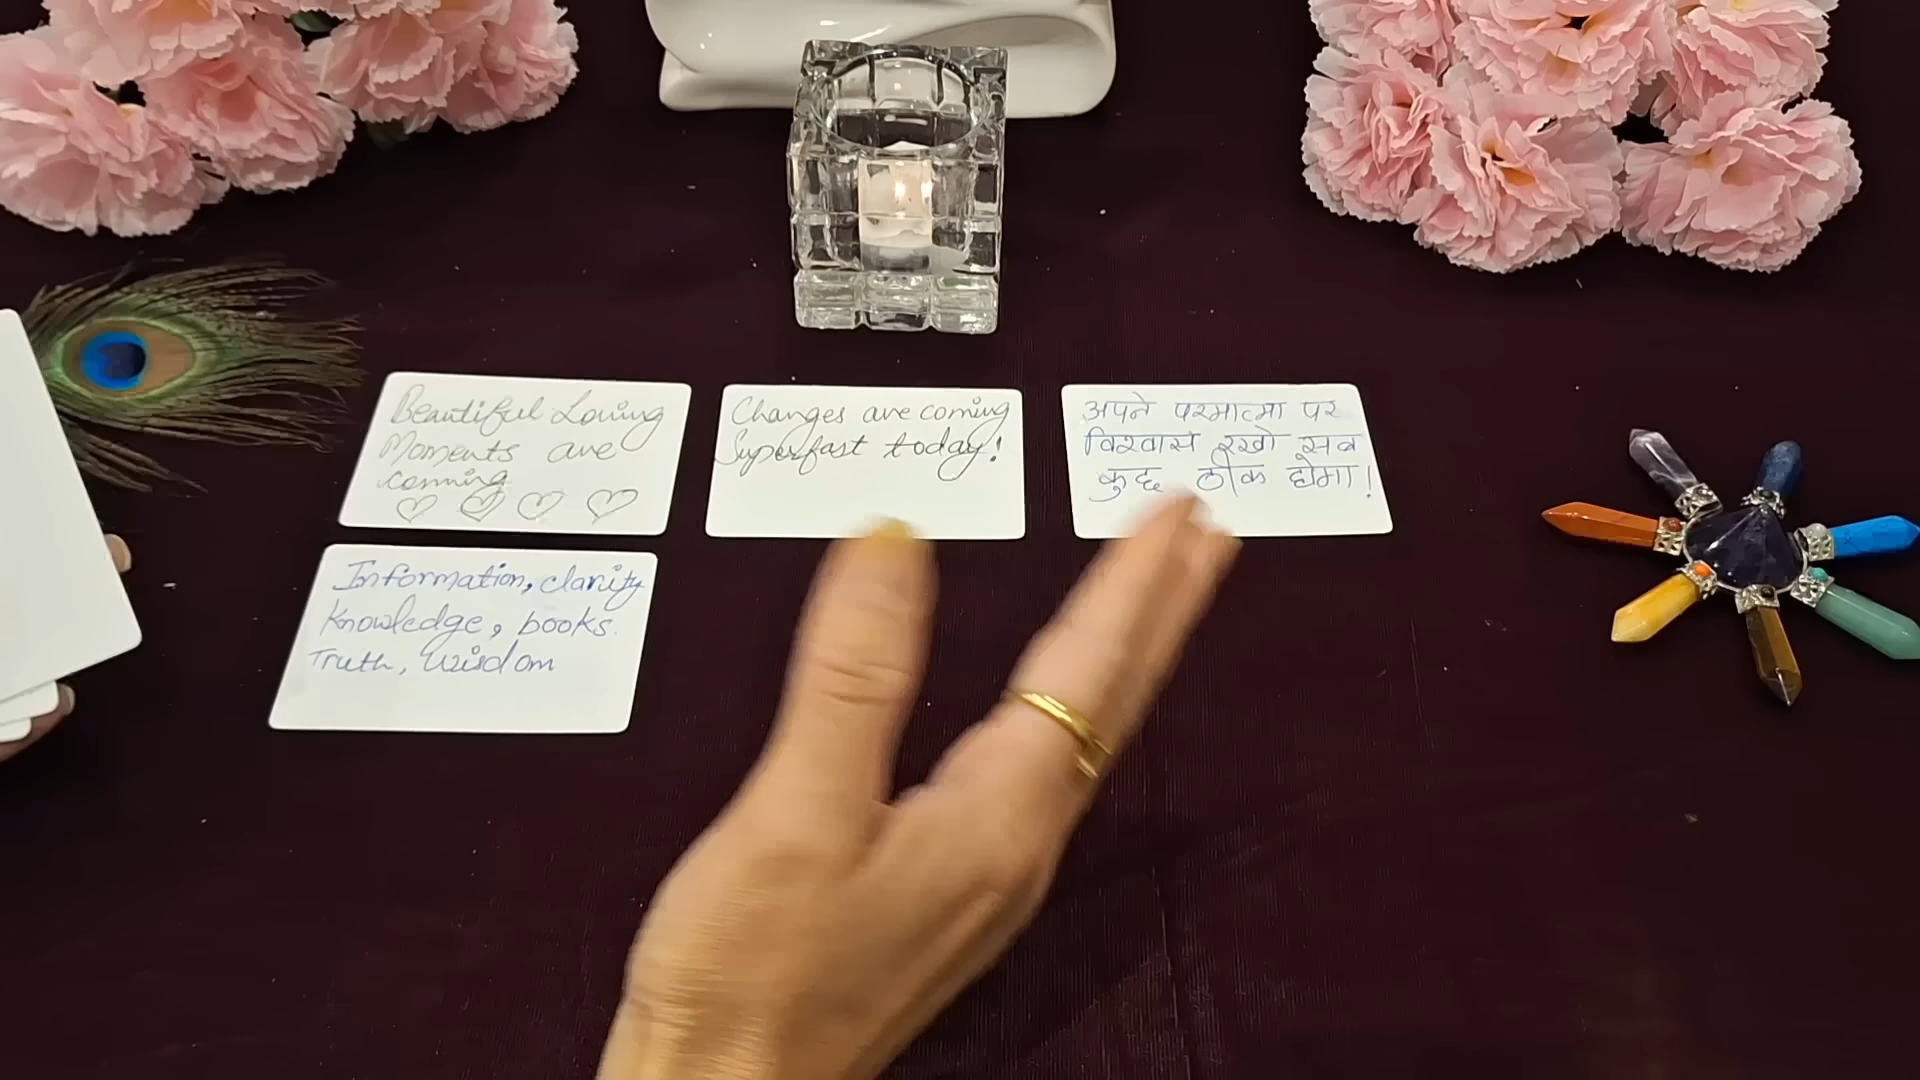 Beautiful Loving
Moments are
coming
Changes are coming
Superfast today!
अपने परमात्मा पर
विश्वास रखो सब
कुछ ठीक होगा!
Information, clarity
Knowledge, books.
Truth, Wisdom